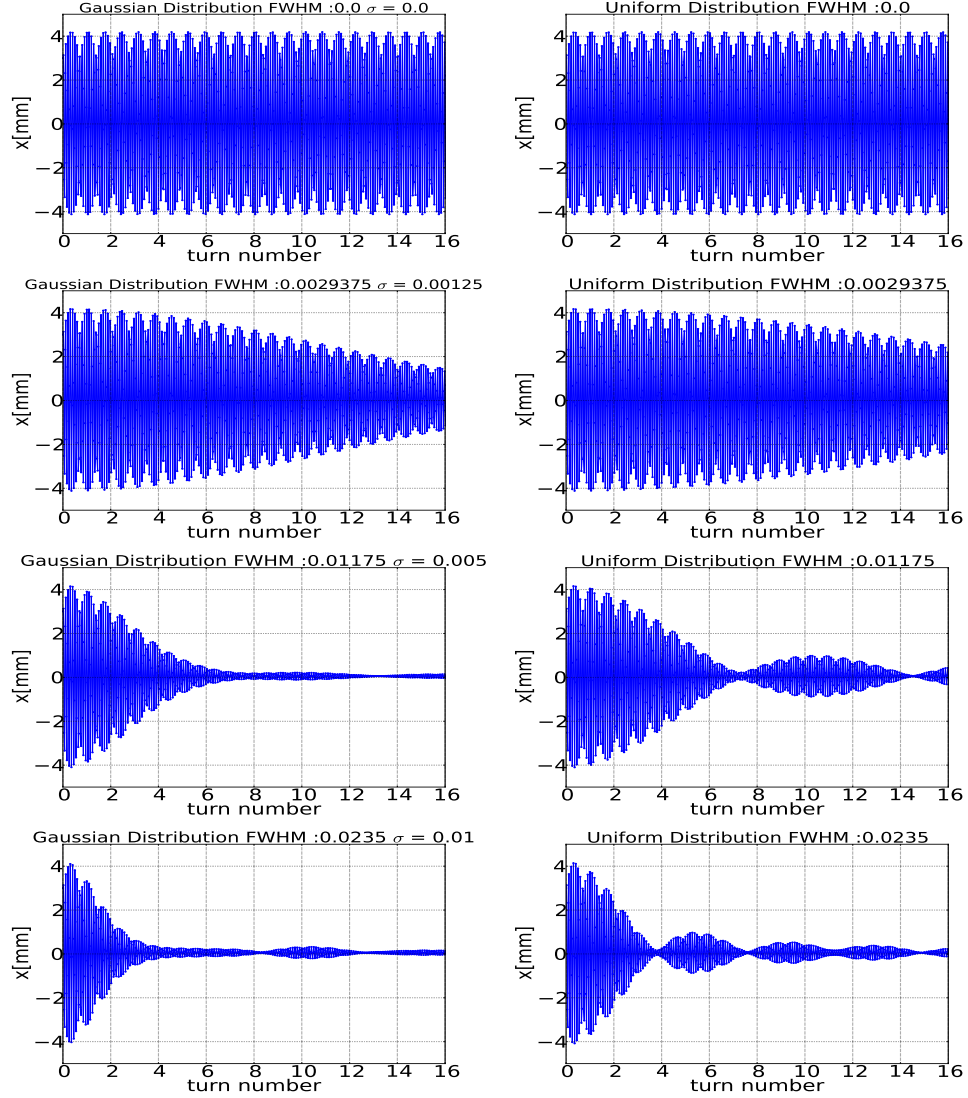 Gaussian Distribution FWHM :0.0 σ = 0.0
4
2
0
−2
−4
x[mm]
0 2 4 6 8 10 12 14 16
turn number
Uniform Distribution FWHM :0.0
4
2
0
−2
−4
x[mm]
0 2 4 6 8 10 12 14 16
turn number
Gaussian Distribution FWHM :0.0029375 σ = 0.00125
4
2
0
−2
−4
x[mm]
0 2 4 6 8 10 12 14 16
turn number
Uniform Distribution FWHM :0.0029375
4
2
0
−2
−4
x[mm]
0 2 4 6 8 10 12 14 16
turn number
Gaussian Distribution FWHM :0.01175 σ = 0.005
4
2
0
−2
−4
x[mm]
0 2 4 6 8 10 12 14 16
turn number
Uniform Distribution FWHM :0.01175
4
2
0
−2
−4
x[mm]
0 2 4 6 8 10 12 14 16
turn number
Gaussian Distribution FWHM :0.0235 σ = 0.01
4
2
0
−2
−4
x[mm]
0 2 4 6 8 10 12 14 16
turn number
Uniform Distribution FWHM :0.0235
4
2
0
−2
−4
x[mm]
0 2 4 6 8 10 12 14 16
turn number